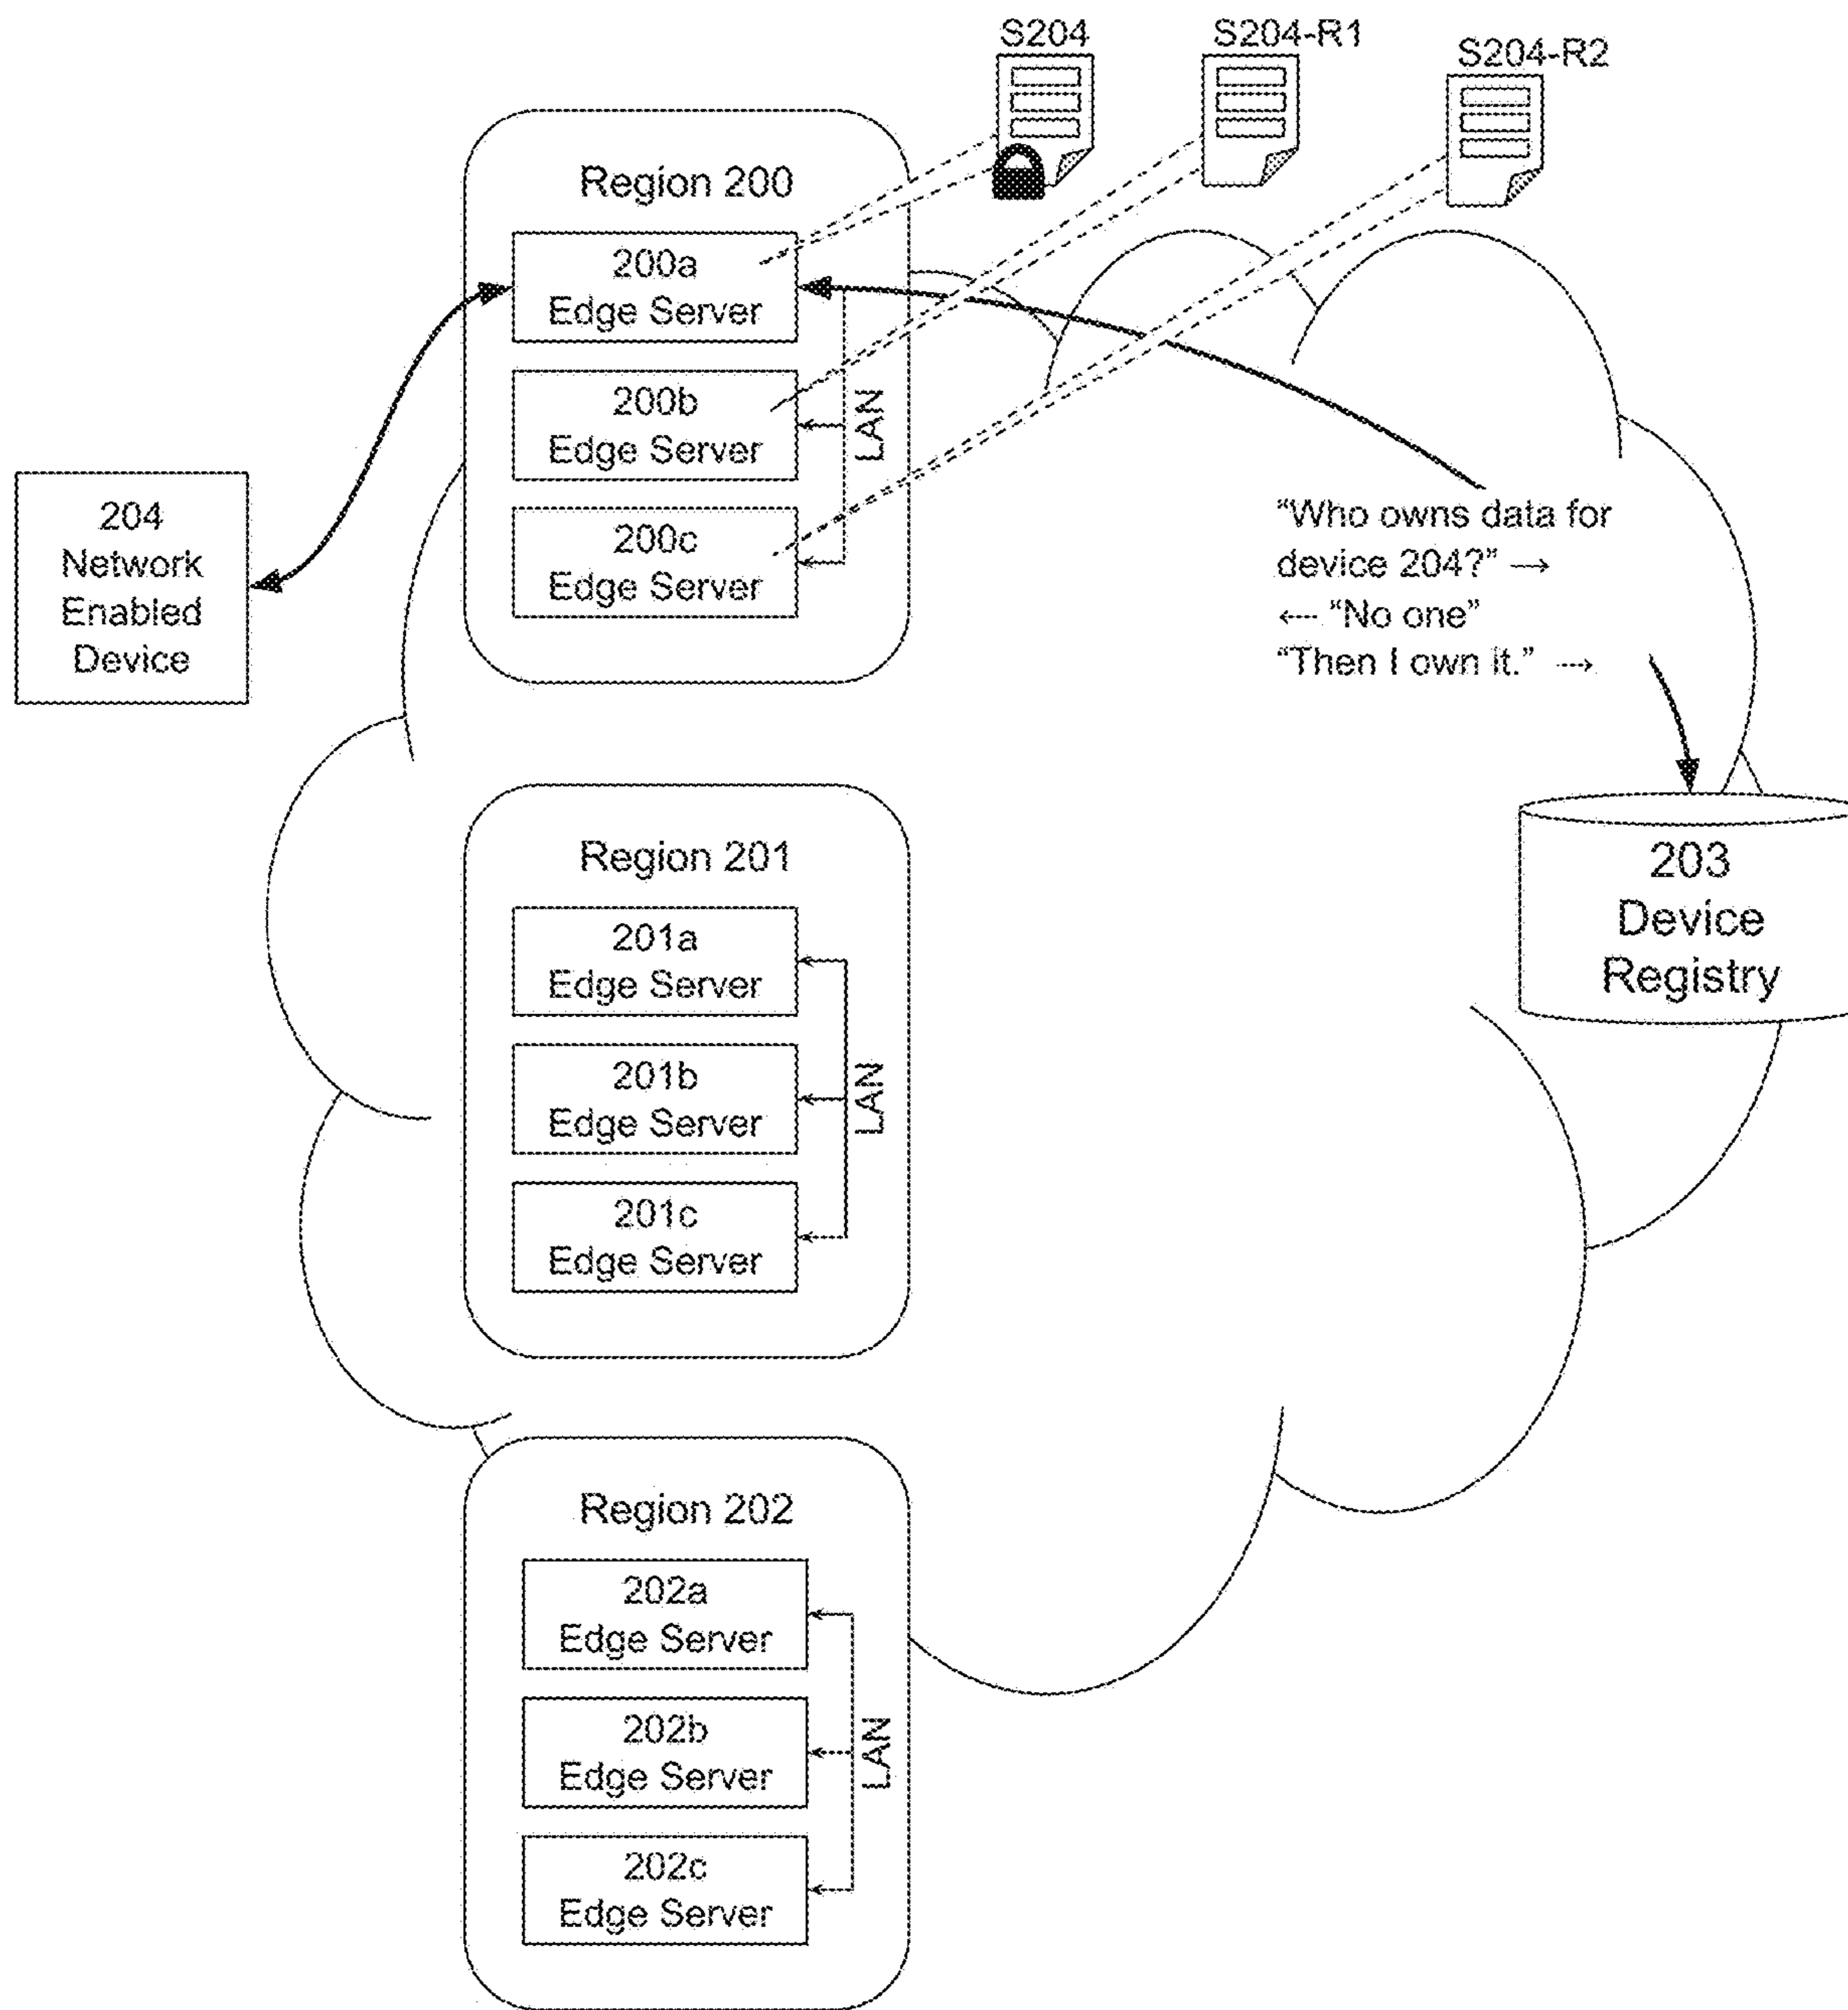 S204
S204-R1
S204-R2
Region 200
200a
Edge Server
200b
Edge Server
200c
Edge Server
LAN
204
Network
Enabled
Device
“Who owns data for
device 204?” →
← “No one”
“Then I own it.” →
Region 201
201a
Edge Server
201b
Edge Server
201c
Edge Server
LAN
203
Device
Registry
Region 202
202a
Edge Server
202b
Edge Server
202c
Edge Server
LAN